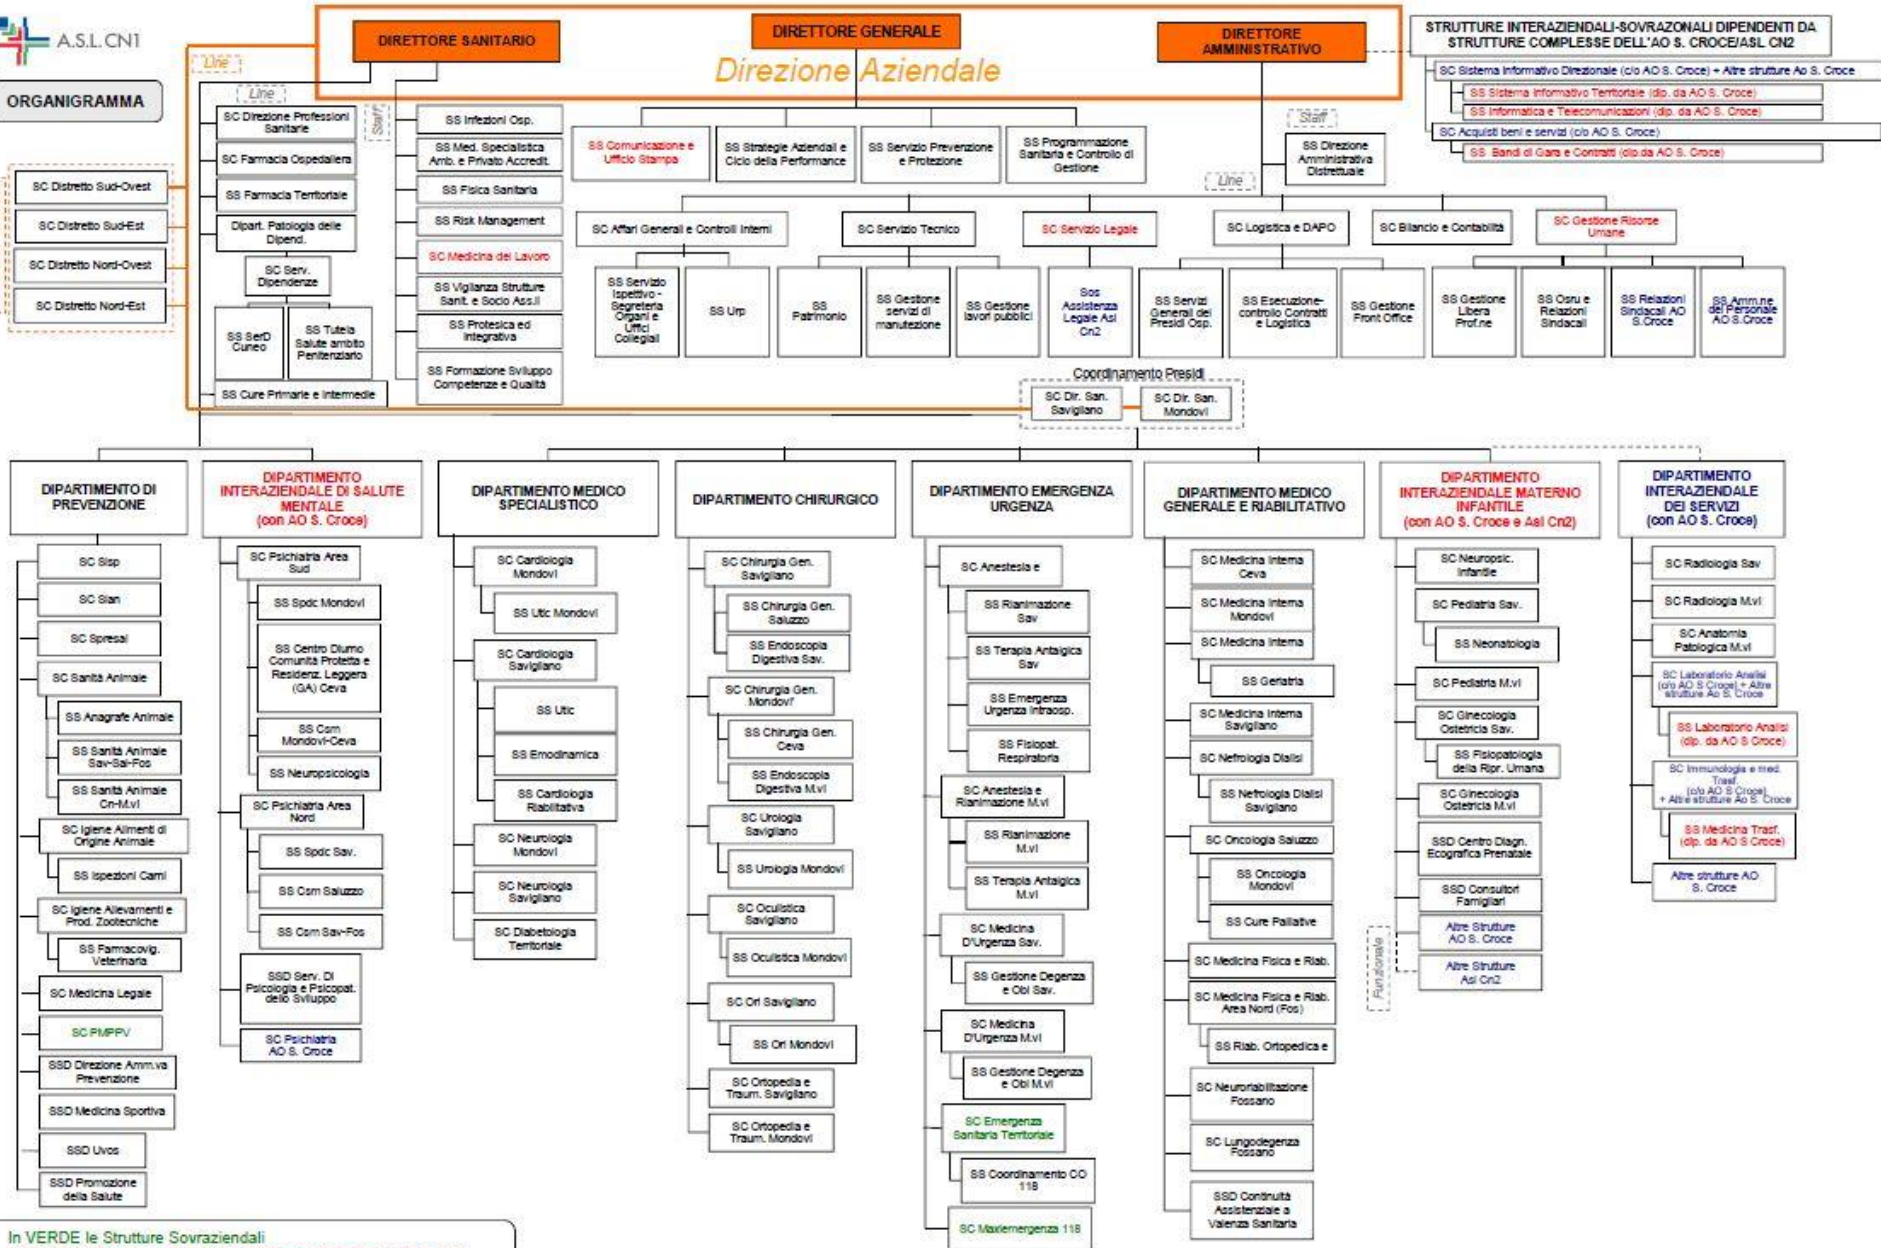 A.S.L. CN1
ORGANIGRAMMA
DIRETTORE SANITARIO
DIRETTORE GENERALE
DIRETTORE
AMMINISTRATIVO
Direzione Aziendale
STRUTTURE INTERAZIENDALI-SOVRAZONALI DIPENDENTI DA
STRUTTURE COMPLESSE DELL'AO S. CROCE/ASL CN2
SC Sistema Informativo Direzionale (c/o AO S. Croce) + Altre strutture Ao S. Croce
SS Sistema Informativo Territoriale (dip. da AO S. Croce)
SS Informatica e Telecomunicazioni (dip. da AO S. Croce)
SC Acquisti beni e servizi (c/o AO S. Croce)
SS Bandi di Gara e Contratti (dip.da AO S. Croce)
Line
Line
Staff
Staff
Line
SC Distretto Sud-Ovest
SC Distretto Sud-Est
SC Distretto Nord-Ovest
SC Distretto Nord-Est
SC Direzione Professioni
Sanitarie
SC Farmacia Ospedaliera
SS Farmacia Territoriale
Dipart. Patologia delle
Dipend.
SC Serv.
Dipendenze
SS SerD
Cuneo
SS Tutela
Salute ambito
Penitenziario
SS Cure Primarie e Intermedie
SS Infezioni Osp.
SS Med. Specialistica
Amb. e Privato Accredit.
SS Fisica Sanitaria
SS Risk Management
SC Medicina del Lavoro
SS Vigilanza Strutture
Sanit. e Socio Ass.li
SS Protesica ed
Integrativa
SS Formazione Sviluppo
Competenze e Qualità
SS Comunicazione e
Ufficio Stampa
SS Strategie Aziendali e
Ciclo della Performance
SS Servizio Prevenzione
e Protezione
SS Programmazione
Sanitaria e Controllo di
Gestione
SS Direzione
Amministrativa
Distrettuale
SC Affari Generali e Controlli Interni
SC Servizio Tecnico
SC Servizio Legale
SC Logistica e DAPO
SC Bilancio e Contabilità
SC Gestione Risorse
Umane
SS Servizio
Ispettivo -
Segreteria
Organi e
Uffici
Collegiali
SS Urp
SS
Patrimonio
SS Gestione
servizi di
manutezione
SS Gestione
lavori pubblici
Sos
Assistenza
Legale Asl
Cn2
SS Servizi
Generali dei
Presidi Osp.
SS Esecuzione-
controllo Contratti
e Logistica
SS Gestione
Front Office
SS Gestione
Libera
Prof.ne
SS Osru e
Relazioni
Sindacali
SS Relazioni
Sindacali AO
S.Croce
SS Amm.ne
del Personale
AO S.Croce
Coordinamento Presidi
SC Dir. San.
Savigliano
SC Dir. San.
Mondovì
DIPARTIMENTO DI
PREVENZIONE
SC Sisp
SC Sian
SC Spresal
SC Sanità Animale
SS Anagrafe Animale
SS Sanità Animale
Sav-Sal-Fos
SS Sanità Animale
Cn-M.vì
SC Igiene Alimenti di
Origine Animale
SS Ispezioni Carni
SC Igiene Allevamenti e
Prod. Zootecniche
SS Farmacovig.
Veterinaria
SC Medicina Legale
SC PMPPV
SSD Direzione Amm.va
Prevenzione
SSD Medicina Sportiva
SSD Uvos
SSD Promozione
della Salute
DIPARTIMENTO
INTERAZIENDALE DI SALUTE
MENTALE
(con AO S. Croce)
SC Psichiatria Area
Sud
SS Spdc Mondovì
SS Centro Diurno
Comunità Protetta e
Residenz. Leggera
(GA) Ceva
SS Csm
Mondovì-Ceva
SS Neuropsicologia
SC Psichiatria Area
Nord
SS Spdc Sav.
SS Csm Saluzzo
SS Csm Sav-Fos
SSD Serv. Di
Psicologia e Psicopat.
dello Sviluppo
SC Psichiatria
AO S. Croce
DIPARTIMENTO MEDICO
SPECIALISTICO
SC Cardiologia
Mondovì
SS Utic Mondovì
SC Cardiologia
Savigliano
SS Utic
SS Emodinamica
SS Cardiologia
Riabilitativa
SC Neurologia
Mondovì
SC Neurologia
Savigliano
SC Diabetologia
Territoriale
DIPARTIMENTO CHIRURGICO
SC Chirurgia Gen.
Savigliano
SS Chirurgia Gen.
Saluzzo
SS Endoscopia
Digestiva Sav.
SC Chirurgia Gen.
Mondovi'
SS Chirurgia Gen.
Ceva
SS Endoscopia
Digestiva M.vì
SC Urologia
Savigliano
SS Urologia Mondovì
SC Oculistica
Savigliano
SS Oculistica Mondovì
SC Orl Savigliano
SS Orl Mondovì
SC Ortopedia e
Traum. Savigliano
SC Ortopedia e
Traum. Mondovì
DIPARTIMENTO EMERGENZA
URGENZA
SC Anestesia e
SS Rianimazione
Sav
SS Terapia Antalgica
Sav
SS Emergenza
Urgenza Intraosp.
SS Fisiopat.
Respiratoria
SC Anestesia e
Rianimazione M.vì
SS Rianimazione
M.vì
SS Terapia Antalgica
M.vì
SC Medicina
D'Urgenza Sav.
SS Gestione Degenza
e Obi Sav.
SC Medicina
D'Urgenza M.vì
SS Gestione Degenza
e Obi M.vì
SC Emergenza
Sanitaria Territoriale
SS Coordinamento CO
118
SC Maxiemergenza 118
DIPARTIMENTO MEDICO
GENERALE E RIABILITATIVO
SC Medicina Interna
Ceva
SC Medicina Interna
Mondovì
SC Medicina Interna
SS Geriatria
SC Medicina Interna
Savigliano
SC Nefrologia Dialisi
SS Nefrologia Dialisi
Savigliano
SC Oncologia Saluzzo
SS Oncologia
Mondovì
SS Cure Palliative
SC Medicina Fisica e Riab.
SC Medicina Fisica e Riab.
Area Nord (Fos)
SS Riab. Ortopedica e
SC Neuroriabilitazione
Fossano
SC Lungodegenza
Fossano
SSD Continuità
Assistenziale a
Valenza Sanitaria
DIPARTIMENTO
INTERAZIENDALE MATERNO
INFANTILE
(con AO S. Croce e Asl Cn2)
SC Neuropsic.
Infantile
SC Pediatria Sav.
SS Neonatologia
SC Pediatria M.vì
SC Ginecologia
Ostetricia Sav.
SS Fisiopatologia
della Ripr. Umana
SC Ginecologia
Ostetricia M.vì
SSD Centro Diagn.
Ecografica Prenatale
SSD Consultori
Famigliari
Altre Strutture
AO S. Croce
Altre Strutture
Asl Cn2
Funzionale
DIPARTIMENTO
INTERAZIENDALE
DEI SERVIZI
(con AO S. Croce)
SC Radiologia Sav
SC Radiologia M.vì
SC Anatomia
Patologica M.vì
SC Laboratorio Analisi
(c/o AO S Croce) + Altre
strutture Ao S. Croce
SS Laboratorio Analisi
(dip. da AO S Croce)
SC Immunologia e med.
Trasf.
(c/o AO S Croce)
+ Altre strutture Ao S. Croce
SS Medicina Trasf.
(dip. da AO S Croce)
Altre strutture AO
S. Croce
In VERDE le Strutture Sovraziendali